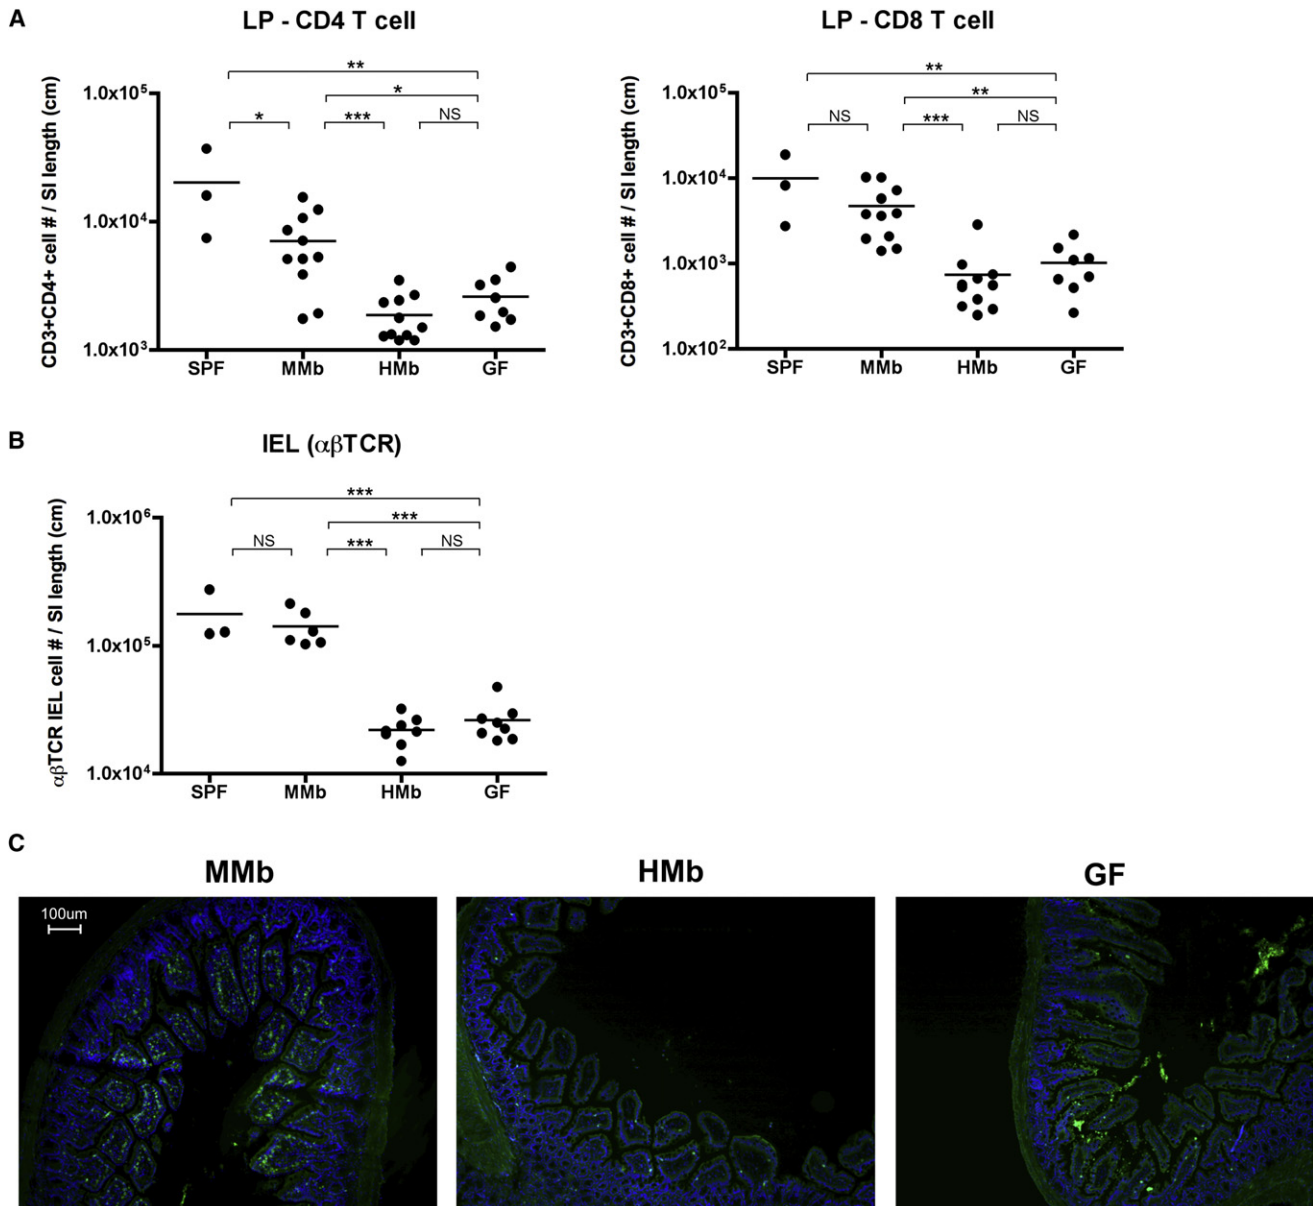 A
LP - CD4 T cell
CD3+CD4+ cell # / SI length (cm)
1.0x10⁵
1.0x10⁴
1.0x10³
**
*
*
***
NS
SPF
MMb
HMb
GF
LP - CD8 T cell
CD3+CD8+ cell # / SI length (cm)
1.0x10⁵
1.0x10⁴
1.0x10³
1.0x10²
**
**
NS
***
NS
SPF
MMb
HMb
GF
B
IEL (αβTCR)
αβTCR IEL cell # / SI length (cm)
1.0x10⁶
1.0x10⁵
1.0x10⁴
***
***
NS
***
NS
SPF
MMb
HMb
GF
C
MMb
HMb
GF
100um